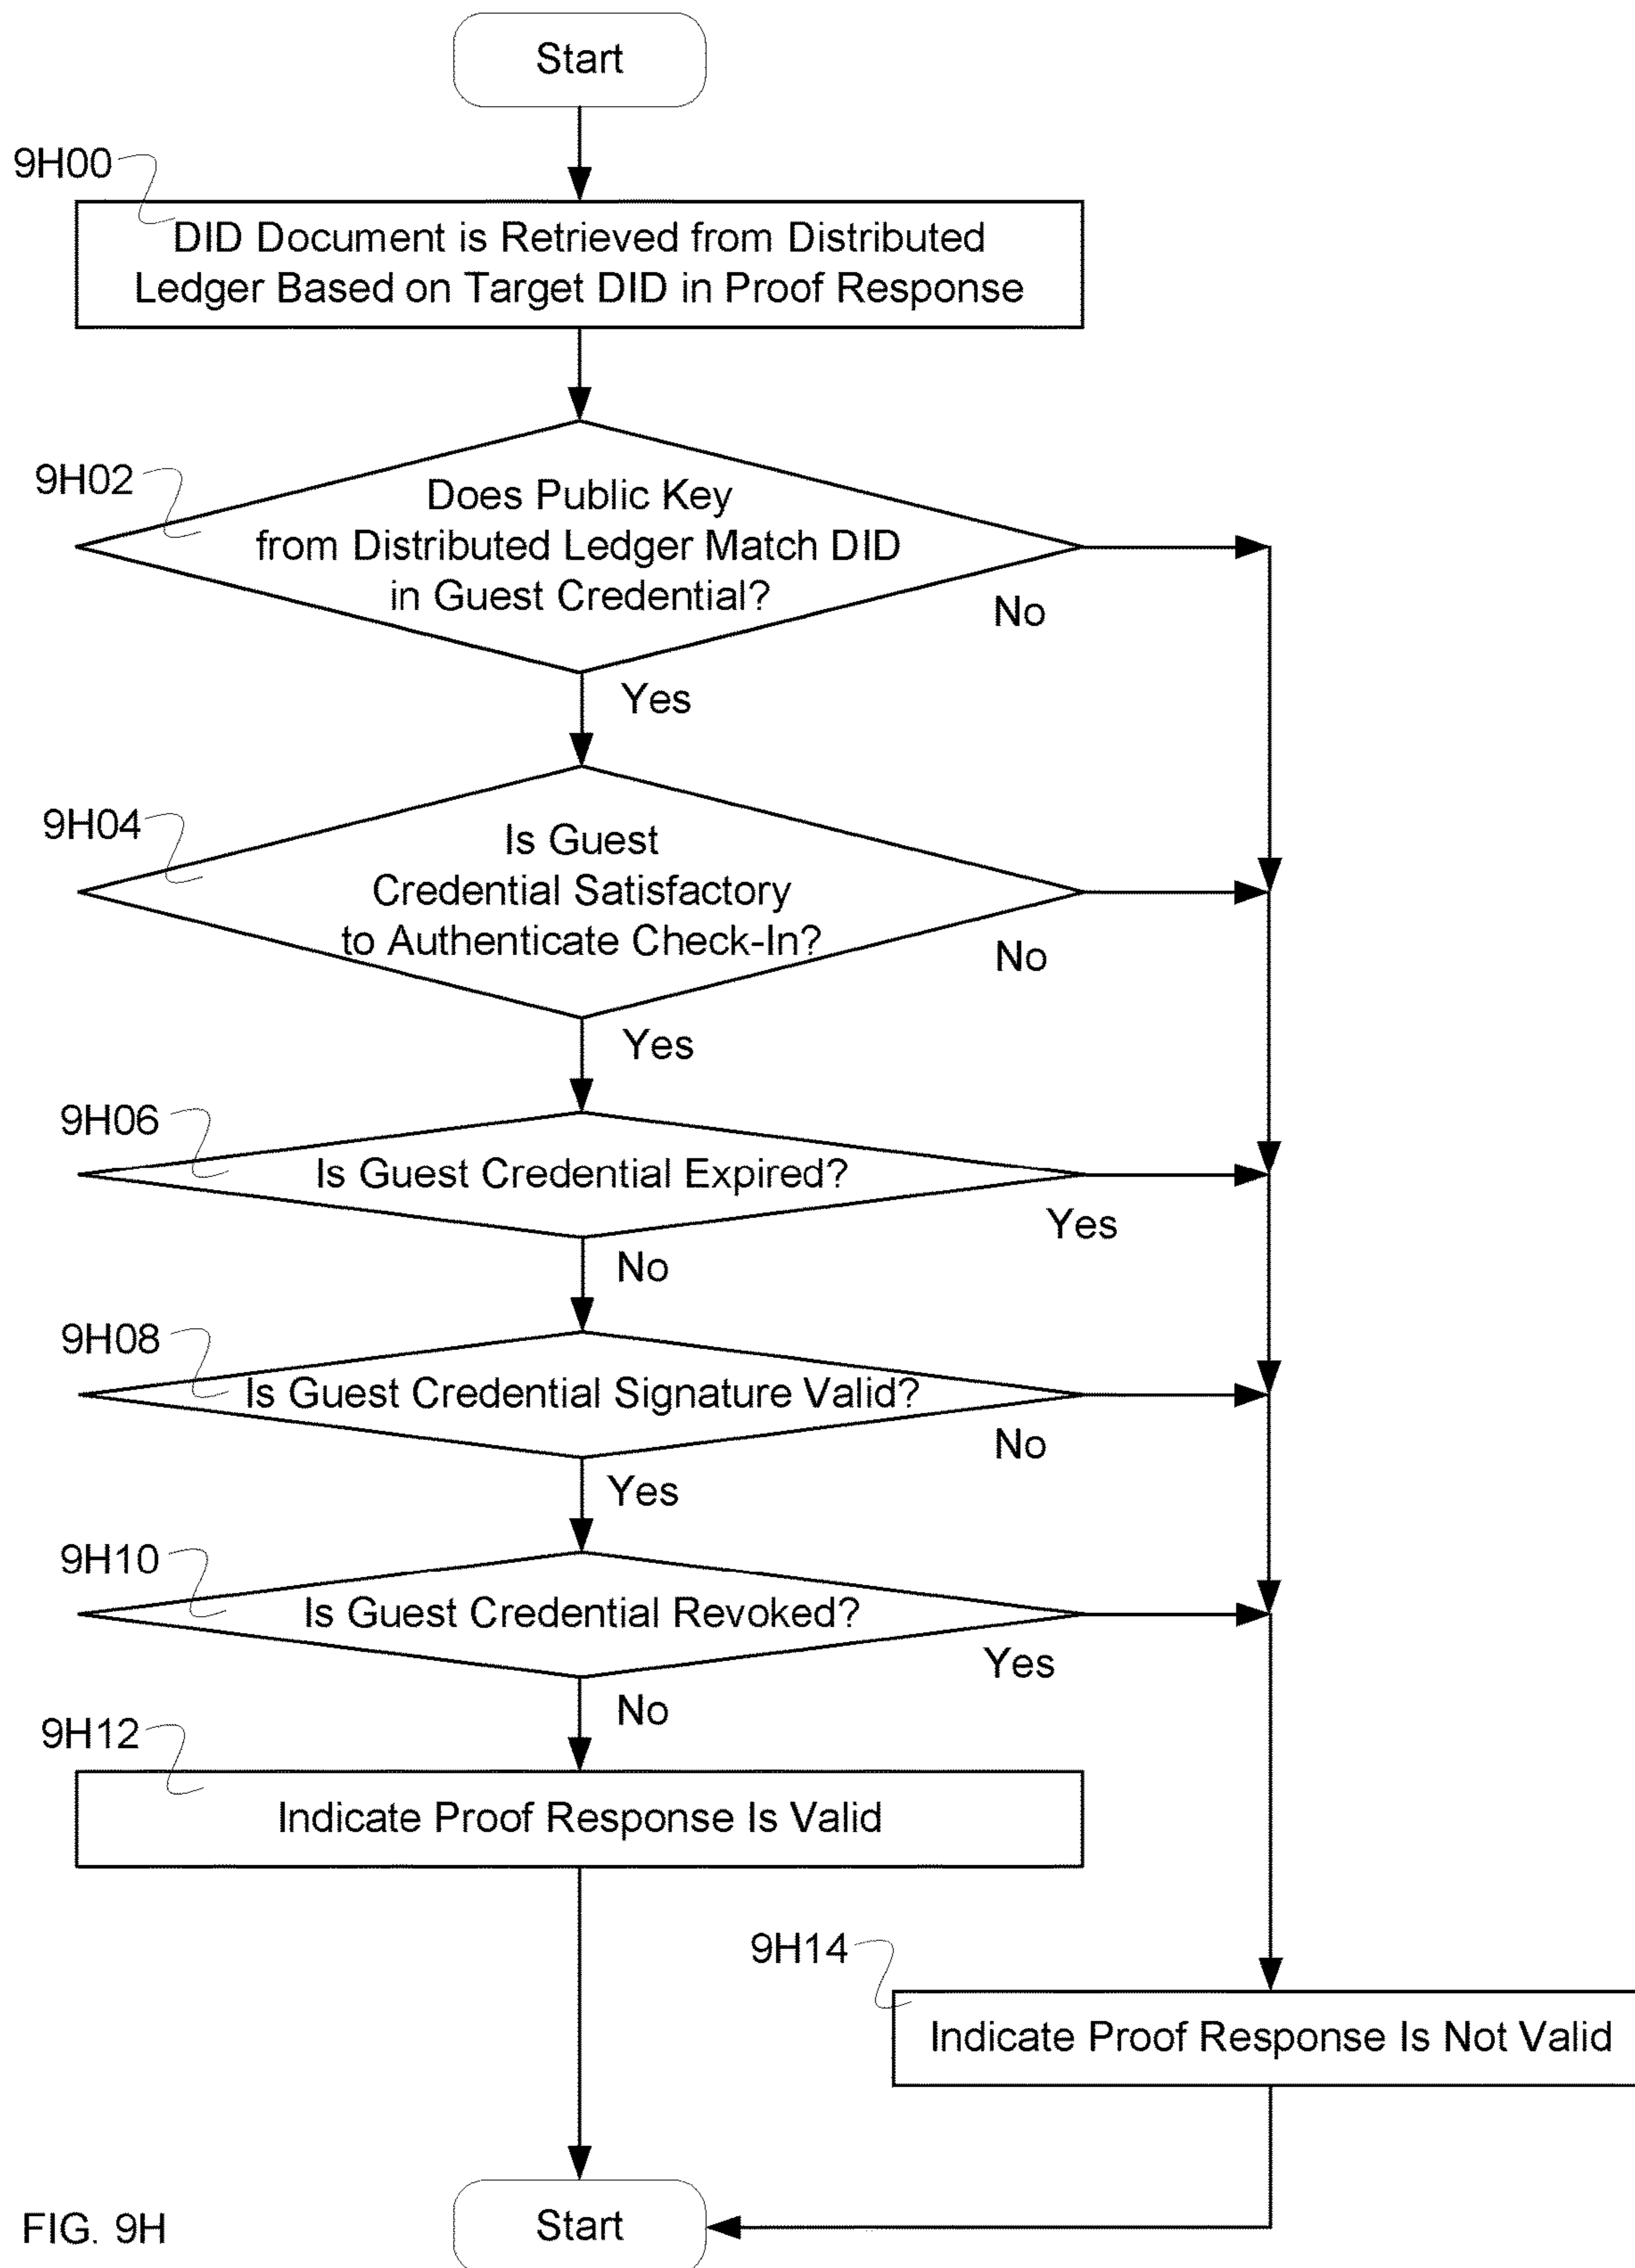 Start
9H00
DID Document is Retrieved from Distributed
Ledger Based on Target DID in Proof Response
9H02
Does Public Key
from Distributed Ledger Match DID
in Guest Credential?
No
Yes
9H04
Is Guest
Credential Satisfactory
to Authenticate Check-In?
No
Yes
9H06
Is Guest Credential Expired?
Yes
No
9H08
Is Guest Credential Signature Valid?
No
Yes
9H10
Is Guest Credential Revoked?
Yes
No
9H12
Indicate Proof Response Is Valid
9H14
Indicate Proof Response Is Not Valid
Start
FIG. 9H